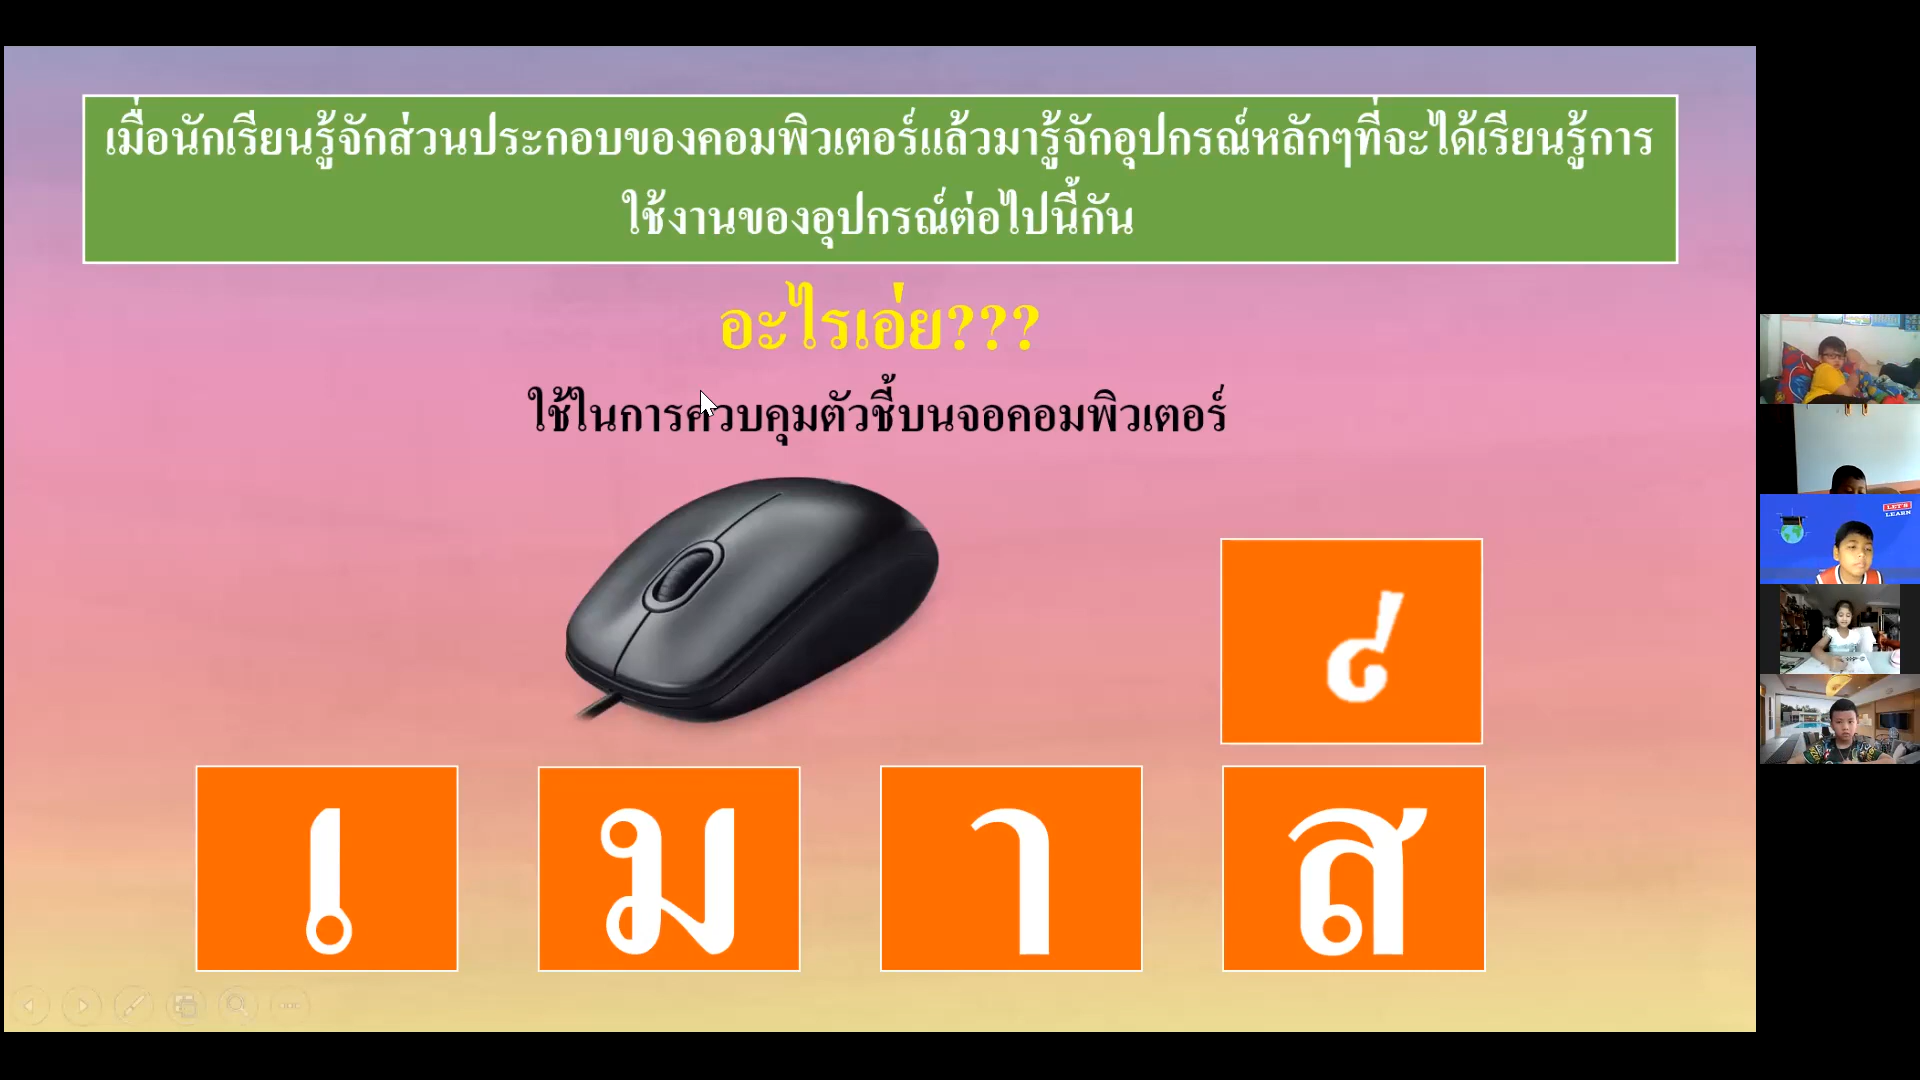 เมื่อนักเรียนรู้จักส่วนประกอบของคอมพิวเตอร์แล้วมารู้จักอุปกรณ์หลักๆที่จะได้เรียนรู้การ
ใช้งานของอุปกรณ์ต่อไปนี้กัน
อะไรเอ่ย???
ใช้ในการควบคุมตัวชี้บนจอคอมพิวเตอร์
์
เ ม า ส
LET'S
LEARN